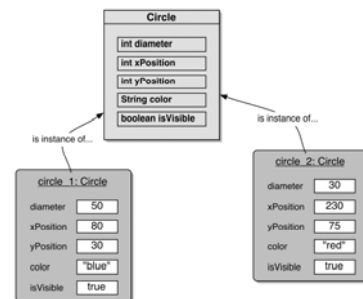 Circle
int diameter
int xPosition
int yPosition
String color
boolean isVisible
is instance of...
is instance of...
circle_1: Circle
diameter 50
xPosition 80
yPosition 30
color "blue"
isVisible true
circle_2: Circle
diameter 30
xPosition 230
yPosition 75
color "red"
isVisible true